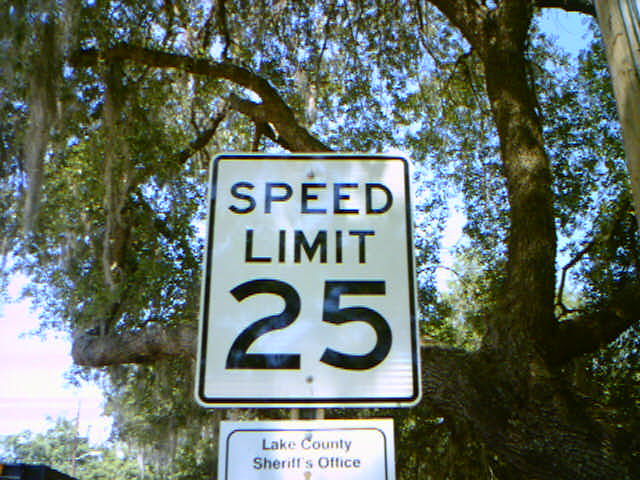 SPEED
LIMIT
25
Lake County
Sheriff's Office